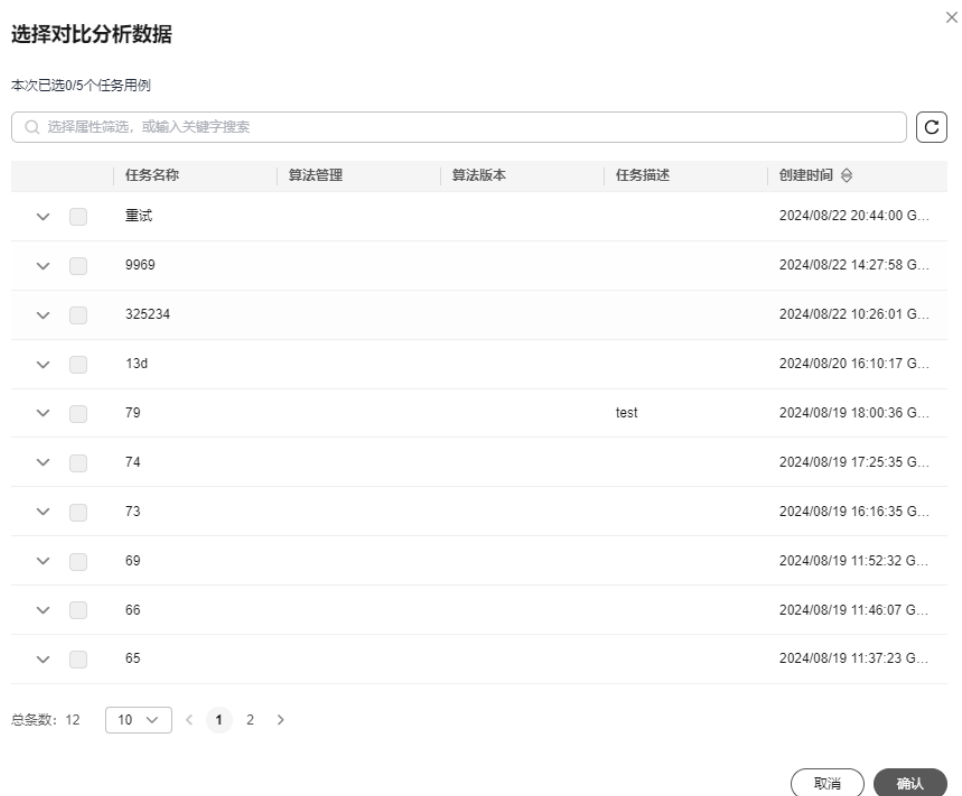 选择对比分析数据
本次已选0/5个任务用例
选择属性筛选，或输入关键字搜索
任务名称 算法管理 算法版本 任务描述 创建时间
重试 2024/08/22 20:44:00 G...
9969 2024/08/22 14:27:58 G...
325234 2024/08/22 10:26:01 G...
13d 2024/08/20 16:10:17 G...
79 test 2024/08/19 18:00:36 G...
74 2024/08/19 17:25:35 G...
73 2024/08/19 16:16:35 G...
69 2024/08/19 11:52:32 G...
66 2024/08/19 11:46:07 G...
65 2024/08/19 11:37:23 G...
总条数：12 10 1 2
取消 确认